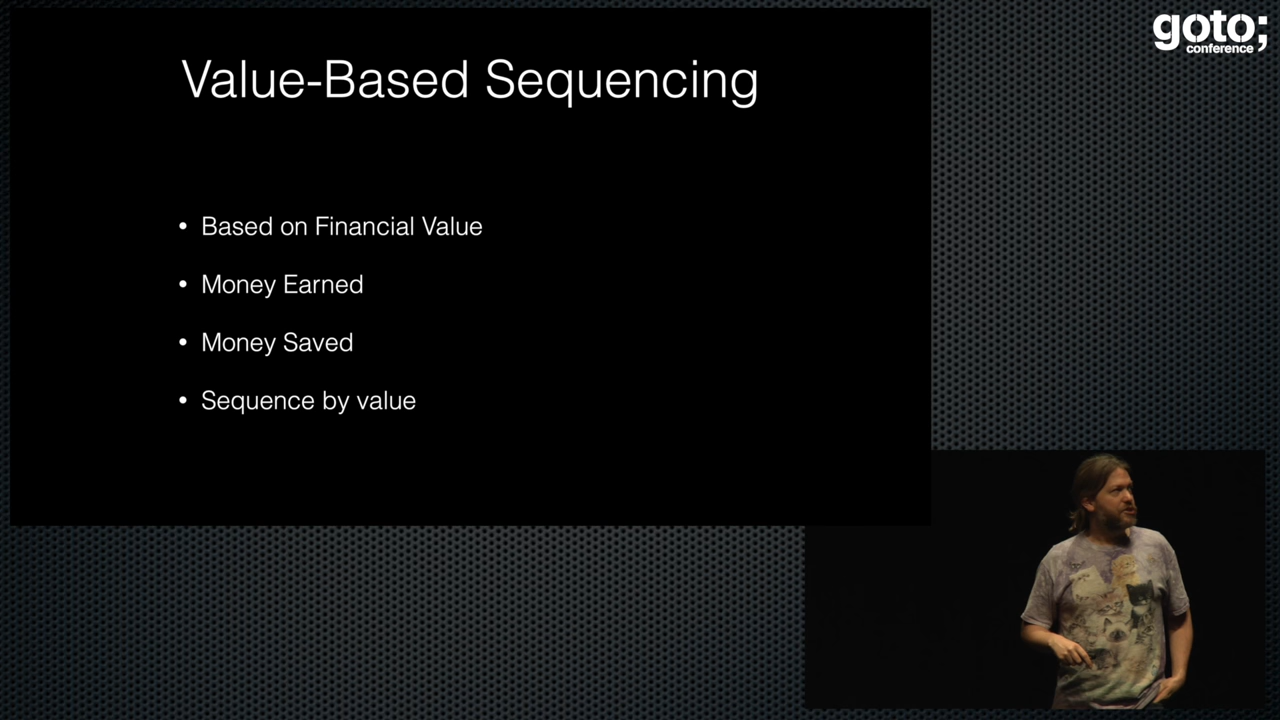 goto;
conference
Value-Based Sequencing
• Based on Financial Value
• Money Earned
• Money Saved
• Sequence by value